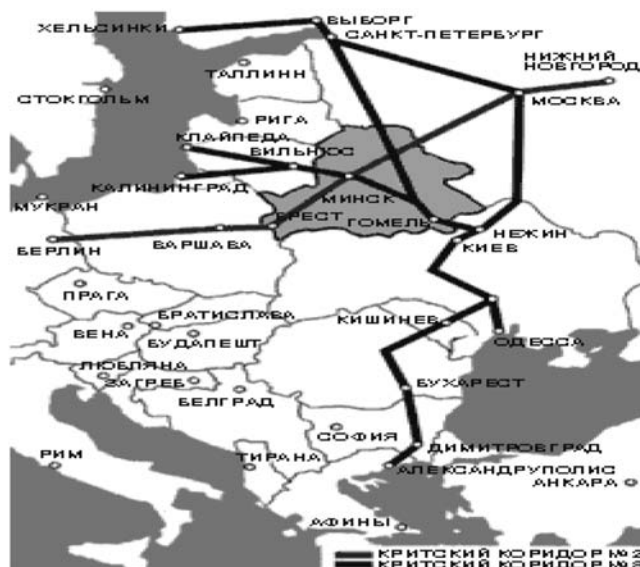 ВЫБОРГ
ХЕЛЬСИНКИ
САНКТ-ПЕТЕРБУРГ
НИЖНИЙ
НОВГОРОД
ТАЛЛИНН
СТОКГОЛЬМ
МОСКВА
РИГА
КЛАЙПЕДА
ВИЛЬНЮС
КАЛИНИНГРАД
МИНСК
МУКРАН
БРЕСТ
ГОМЕЛЬ
НЕЖИН
ВАРШАВА
БЕРЛИН
КИЕВ
ПРАГА
БРАТИСЛАВА
КИШИНЕВ
ВЕНА
БУДАПЕШТ
ОДЕССА
ЛЮБЛЯНА
ЗАГРЕБ
БЕЛГРАД
БУХАРЕСТ
СОФИЯ
ДИМИТРОВГРАД
РИМ
ТИРАНА
АЛЕКСАНДРУПОЛИС
АНКАРА
АФИНЫ
КРИТСКИЙ КОРИДОР №2
КРИТСКИЙ КОРИДОР